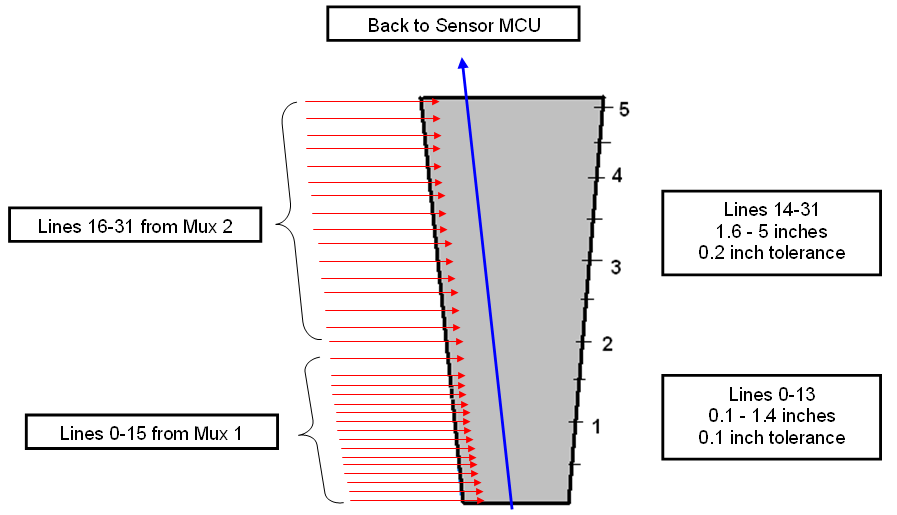 Back to Sensor MCU
5
4
3
2
1
Lines 16-31 from Mux 2
Lines 0-15 from Mux 1
Lines 14-31
1.6 - 5 inches
0.2 inch tolerance
Lines 0-13
0.1 - 1.4 inches
0.1 inch tolerance